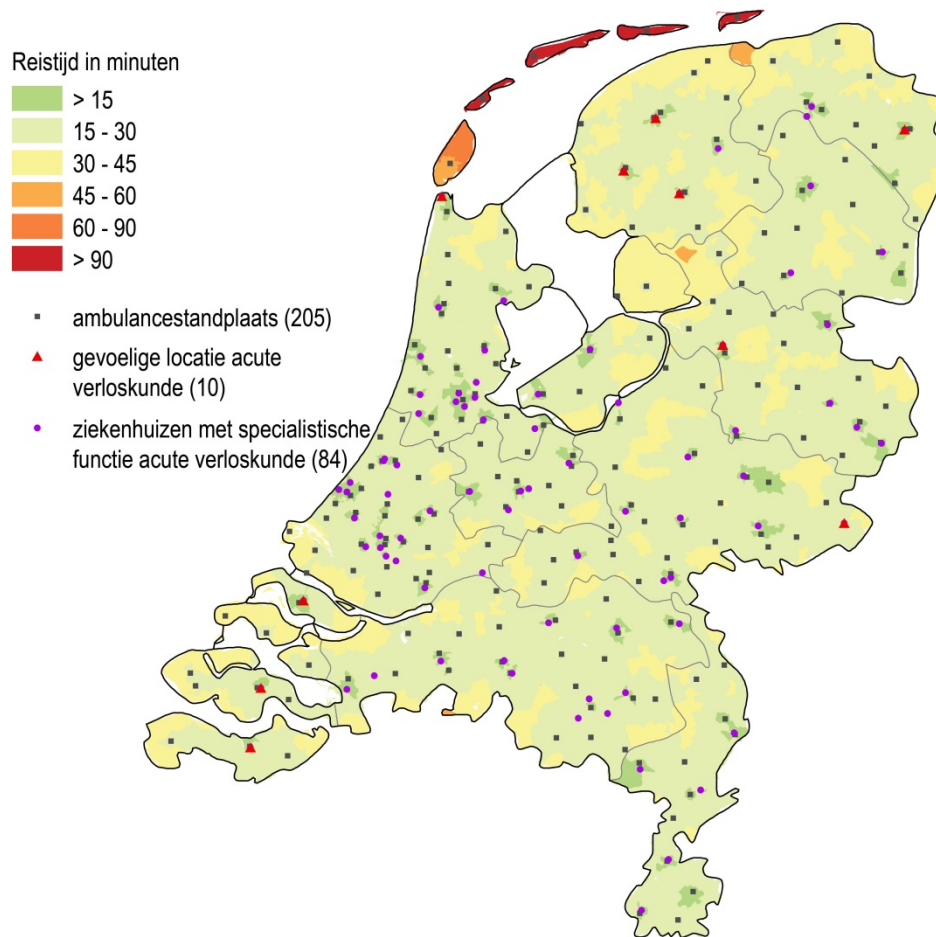 Reistijd in minuten
> 15
15 - 30
30 - 45
45 - 60
60 - 90
> 90
ambulancestandplaats (205)
gevoelige locatie acute
verloskunde (10)
ziekenhuizen met specialistische
functie acute verloskunde (84)